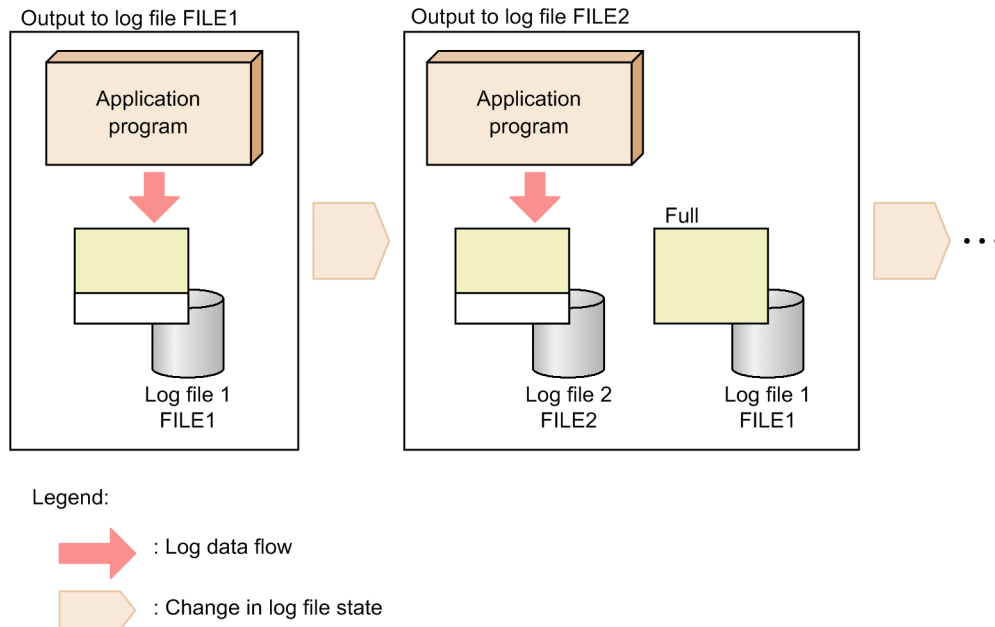 Output to log file FILE1
Application
program
Log file 1
FILE1
Output to log file FILE2
Application
program
Full
Log file 2
FILE2
Log file 1
FILE1
• • •
Legend:
: Log data flow
: Change in log file state